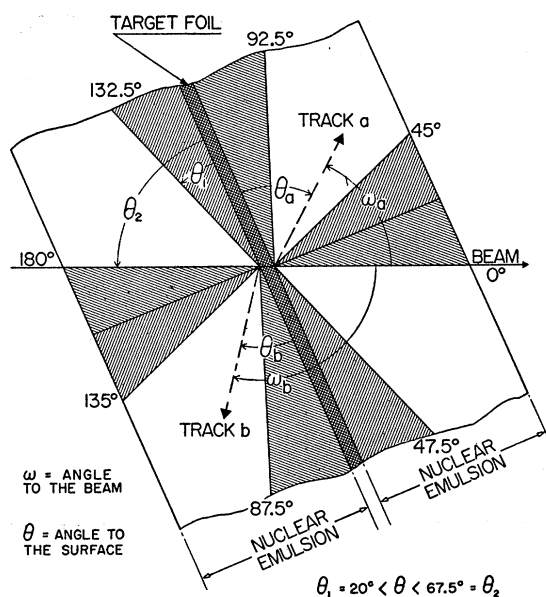 TARGET FOIL
92.5°
132.5°
TRACK a
45°
θ₁
θₐ
ωₐ
θ₂
180°
BEAM
0°
θb
ωb
135°
TRACK b
47.5°
87.5°
NUCLEAR
EMULSION
NUCLEAR
EMULSION
ω = ANGLE
TO THE BEAM
θ = ANGLE TO
THE SURFACE
θ₁ = 20° < θ < 67.5° = θ₂